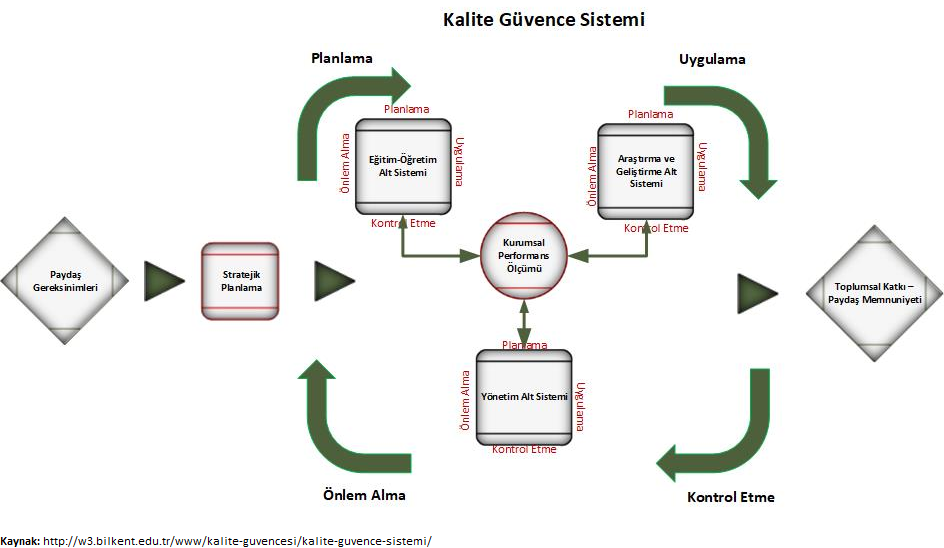 Kalite Güvence Sistemi
Planlama
Uygulama
Planlama
Önlem Alma
Eğitim-Öğretim
Alt Sistemi
Uygulama
Kontrol Etme
Planlama
Önlem Alma
Araştırma ve
Geliştirme Alt
Sistemi
Uygulama
Kontrol Etme
Paydaş
Gereksinimleri
Stratejik
Planlama
Kurumsal
Performans
Ölçümü
Toplumsal Katkı –
Paydaş Memnuniyeti
Planlama
Önlem Alma
Yönetim Alt Sistemi
Uygulama
Kontrol Etme
Önlem Alma
Kontrol Etme
Kaynak: http://w3.bilkent.edu.tr/www/kalite-guvencesi/kalite-guvence-sistemi/